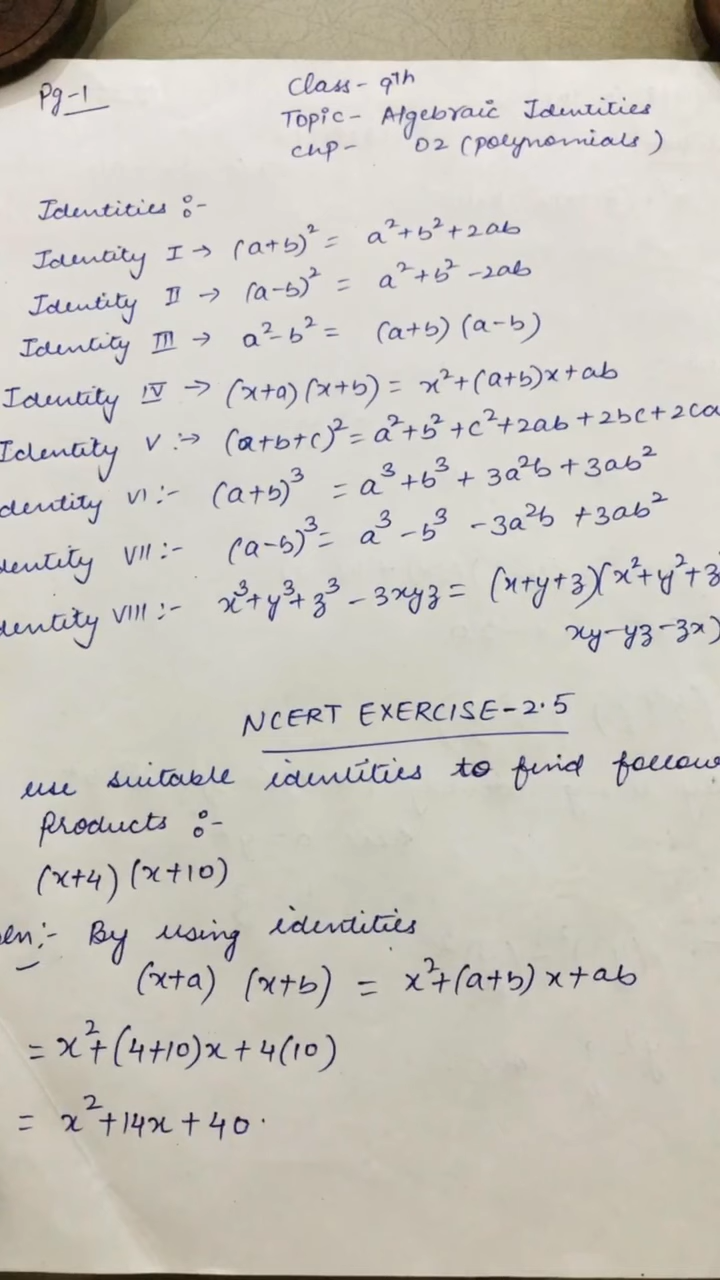 Pg-1
Class- 9th
Topic- Algebraic Identities
CHP- 02 (polynomials)
Identities :-
Identity I → (a+b)² = a²+b²+2ab
Identity II → (a-b)² = a²+b²-2ab
Identity III → a²-b² = (a+b) (a-b)
Identity IV → (x+a) (x+b) = x²+(a+b)x+ab
Identity V :→ (a+b+c)² = a²+b²+c²+2ab+2bc+2ca
dentity VI :- (a+b)³ = a³+b³+3a²b+3ab²
dentity VII :- (a-b)³ = a³-b³-3a²b+3ab²
dentity VIII :- x³+y³+z³-3xyz = (x+y+z)(x²+y²+z
xy-yz-zx)
NCERT EXERCISE-2.5
use suitable identities to find follow
products :-
(x+4) (x+10)
en:- By using identities
(x+a) (x+b) = x²+(a+b)x+ab
= x²+(4+10)x+4(10)
= x²+14x+40.